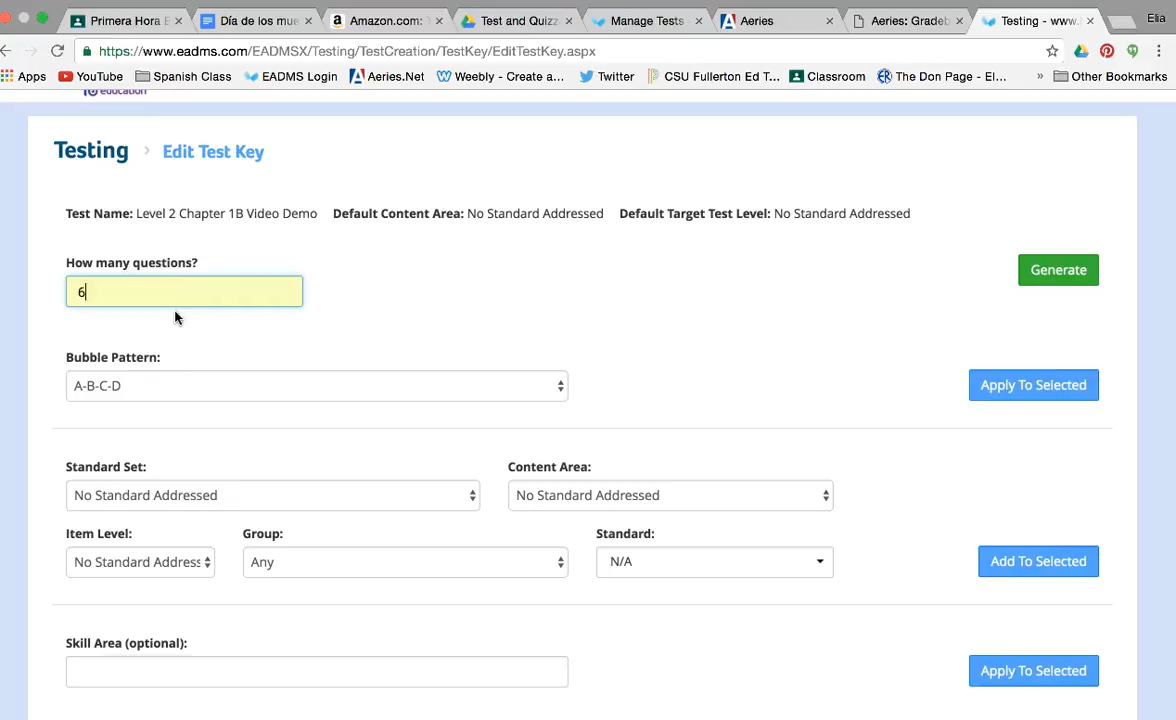 Primera Hora E × Día de los mue × Amazon.com: × Test and Quizz × Manage Tests × Aeries × Aeries: Gradeb × Testing - www. × Elia
https://www.eadms.com/EADMSX/Testing/TestCreation/TestKey/EditTestKey.aspx
Apps YouTube Spanish Class EADMS Login Aeries.Net Weebly - Create a... Twitter CSU Fullerton Ed T... Classroom The Don Page - El... » Other Bookmarks
education
Testing › Edit Test Key
Test Name: Level 2 Chapter 1B Video Demo Default Content Area: No Standard Addressed Default Target Test Level: No Standard Addressed
How many questions?
6
Generate
Bubble Pattern:
A-B-C-D
Apply To Selected
Standard Set: Content Area:
No Standard Addressed No Standard Addressed
Item Level: Group: Standard:
No Standard Address Any N/A Add To Selected
Skill Area (optional):
Apply To Selected